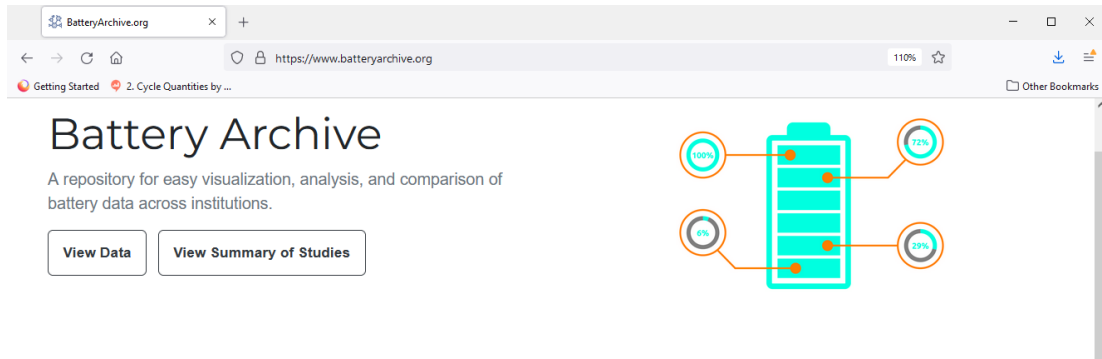 BatteryArchive.org
https://www.batteryarchive.org
110%
Getting Started
2. Cycle Quantities by ...
Other Bookmarks
Battery Archive
A repository for easy visualization, analysis, and comparison of
battery data across institutions.
View Data
View Summary of Studies
100%
72%
6%
29%